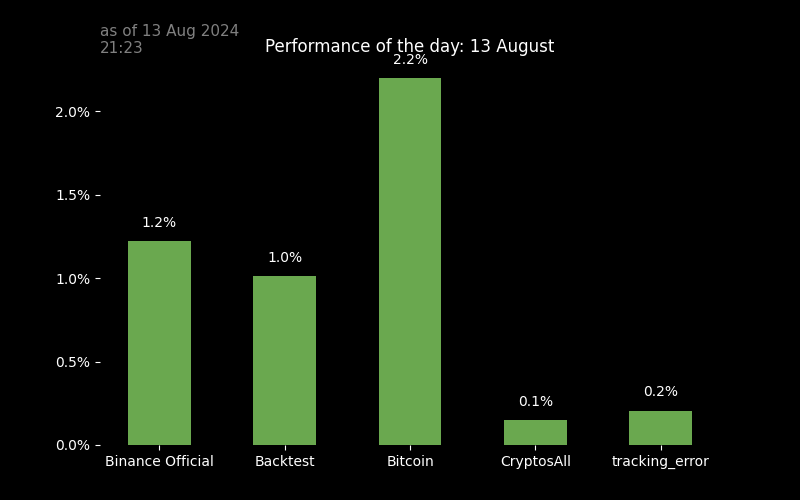 as of 13 Aug 2024
21:23
Performance of the day: 13 August
2.2%
2.0%
1.5%
1.2%
1.0%
1.0%
0.5%
0.1%
0.2%
0.0%
Binance Official
Backtest
Bitcoin
CryptosAll
tracking_error